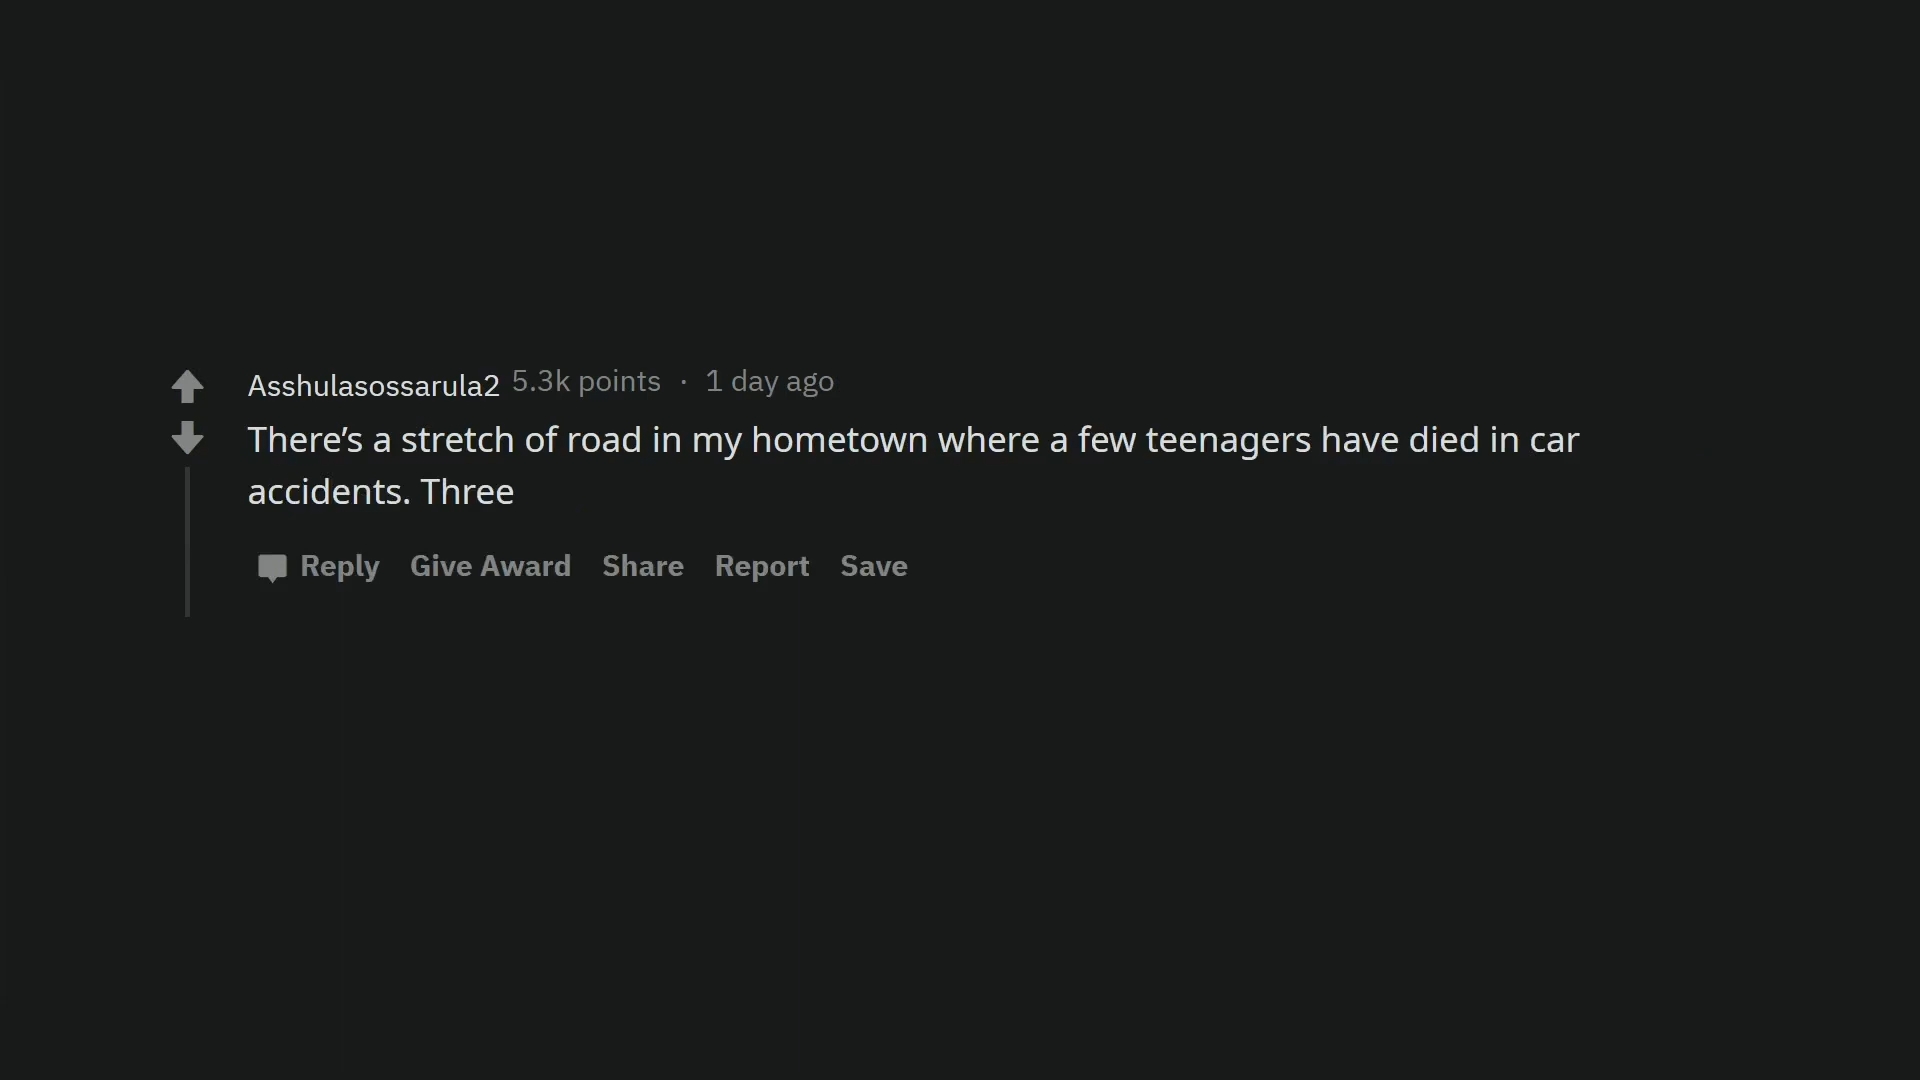 Asshulasossarula2 5.3k points · 1 day ago
There’s a stretch of road in my hometown where a few teenagers have died in car
accidents. Three
Reply Give Award Share Report Save